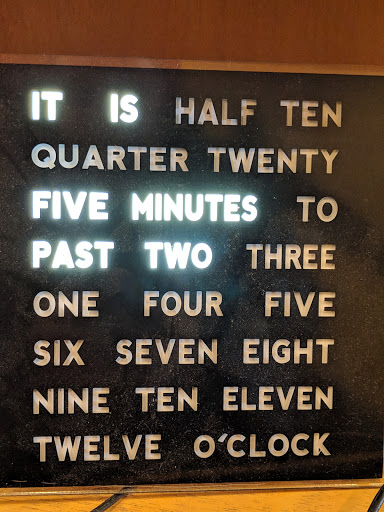 IT IS HALF TEN
QUARTER TWENTY
FIVE MINUTES TO
PAST TWO THREE
ONE FOUR FIVE
SIX SEVEN EIGHT
NINE TEN ELEVEN
TWELVE O'CLOCK